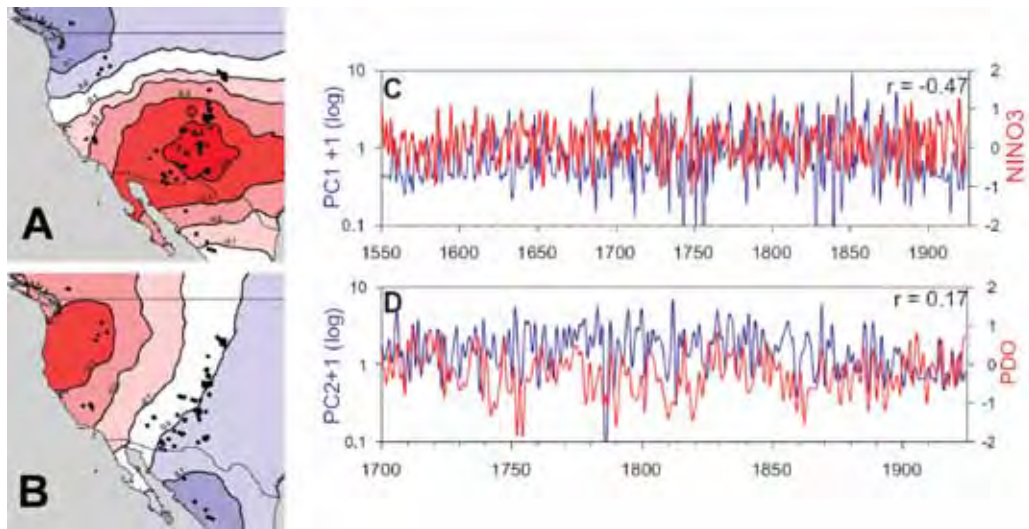 A
B
C
r = -0.47
PC1 +1 (log)
10
1
0.1
2
1
0
-1
-2
NINO3
1550 1600 1650 1700 1750 1800 1850 1900
D
r = 0.17
PC2+1 (log)
10
1
0.1
2
1
0
-1
-2
PDO
1700 1750 1800 1850 1900